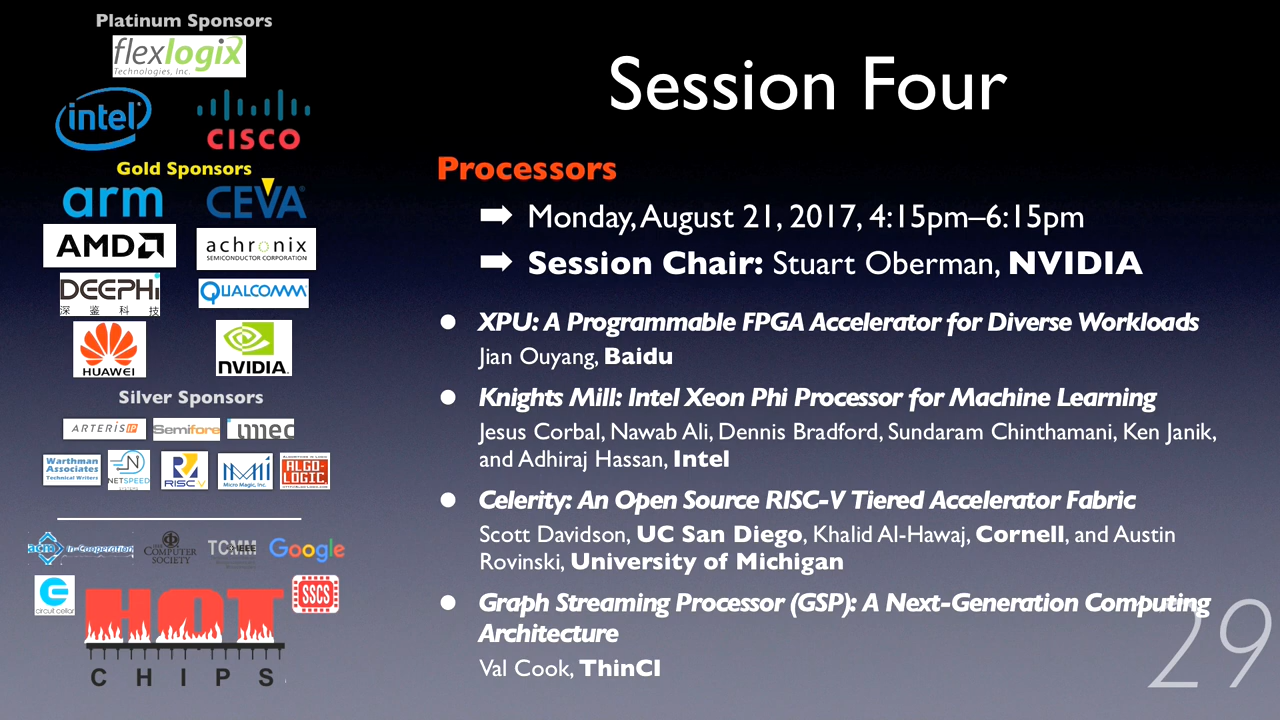 Platinum Sponsors
flexlogix
Technologies, Inc.
intel
CISCO
Gold Sponsors
arm
CEVA
AMD
achronix
SEMICONDUCTOR CORPORATION
DEEPHi
深 鉴 科 技
QUALCOMM
HUAWEI
NVIDIA.
Silver Sponsors
ARTERIS IP
Semifore
imec
Warthman
Associates
Technical Writers
N
NETSPEED
SYSTEMS
RISC V
Micro Magic, Inc.
ALGO-
LOGIC
acm In-Cooperation
COMPUTER
SOCIETY
TCMM
IEEE
Google
circuit cellar
SSCS
HOT
CHIPS
Session Four
Processors
➡ Monday, August 21, 2017, 4:15pm–6:15pm
➡ Session Chair: Stuart Oberman, NVIDIA
• XPU: A Programmable FPGA Accelerator for Diverse Workloads
Jian Ouyang, Baidu
• Knights Mill: Intel Xeon Phi Processor for Machine Learning
Jesus Corbal, Nawab Ali, Dennis Bradford, Sundaram Chinthamani, Ken Janik,
and Adhiraj Hassan, Intel
• Celerity: An Open Source RISC-V Tiered Accelerator Fabric
Scott Davidson, UC San Diego, Khalid Al-Hawaj, Cornell, and Austin
Rovinski, University of Michigan
• Graph Streaming Processor (GSP): A Next-Generation Computing
Architecture
Val Cook, ThinCI
29